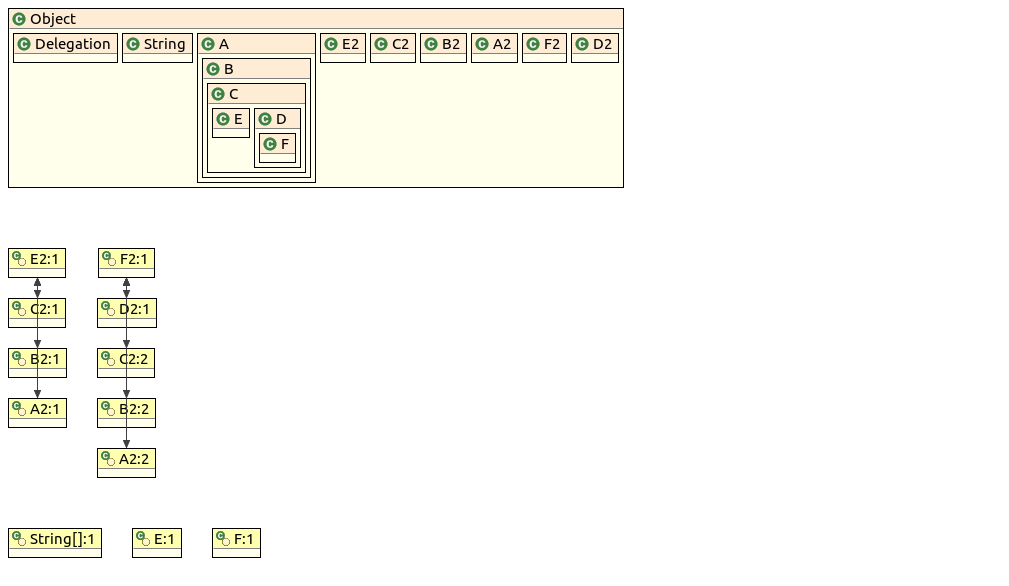 Object
Delegation String A E2 C2 B2 A2 F2 D2
B
C
E D
F
E2:1 F2:1
C2:1 D2:1
B2:1 C2:2
A2:1 B2:2
A2:2
String[]:1 E:1 F:1